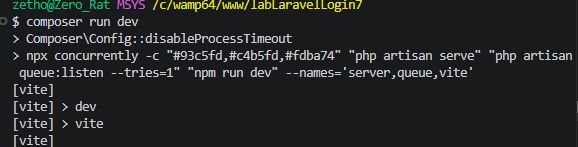 zetho@Zero_Rat MSYS /c/wamp64/www/labLaravelLogin7
$ composer run dev
> Composer\Config::disableProcessTimeout
> npx concurrently -c "#93c5fd,#c4b5fd,#fdba74" "php artisan serve" "php artisan
queue:listen --tries=1" "npm run dev" --names='server,queue,vite'
[vite]
[vite] > dev
[vite] > vite
[vite]